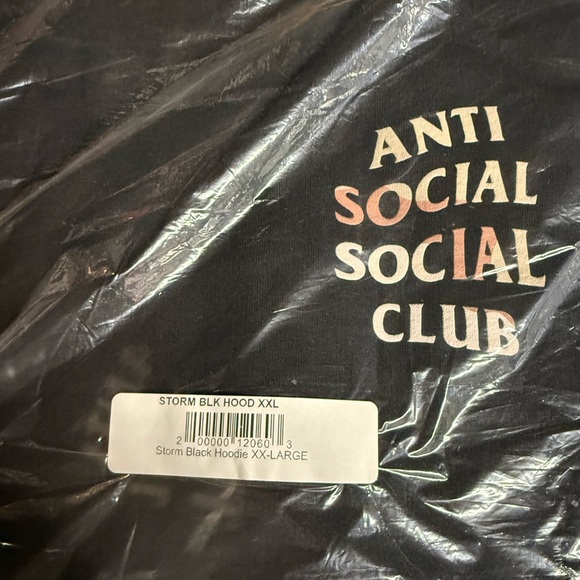 ANTI
SOCIAL
SOCIAL
CLUB
STORM BLK HOOD XXL
2 00000 12060 3
Storm Black Hoodie XX-LARGE